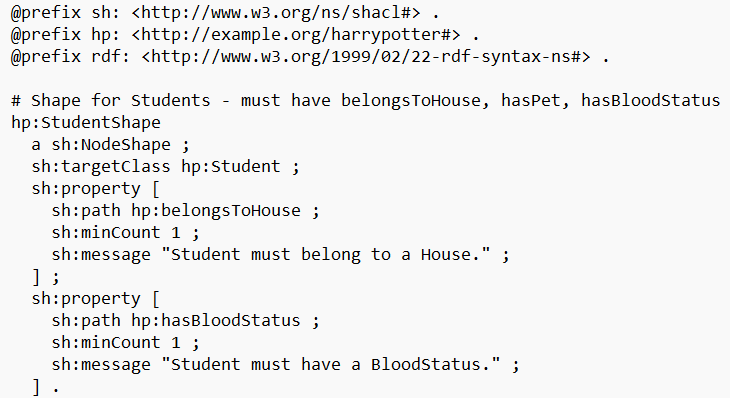 @prefix sh: <http://www.w3.org/ns/shacl#> .
@prefix hp: <http://example.org/harrypotter#> .
@prefix rdf: <http://www.w3.org/1999/02/22-rdf-syntax-ns#> .

# Shape for Students - must have belongsToHouse, hasPet, hasBloodStatus
hp:StudentShape
  a sh:NodeShape ;
  sh:targetClass hp:Student ;
  sh:property [
    sh:path hp:belongsToHouse ;
    sh:minCount 1 ;
    sh:message "Student must belong to a House." ;
  ] ;
  sh:property [
    sh:path hp:hasBloodStatus ;
    sh:minCount 1 ;
    sh:message "Student must have a BloodStatus." ;
  ] .